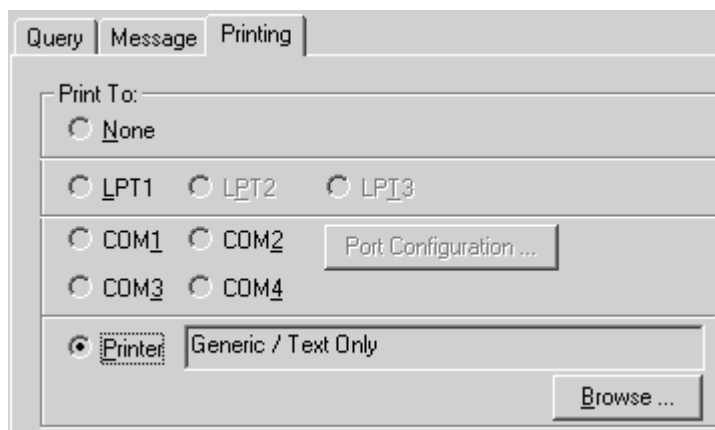 Query Message Printing
Print To:
None
LPT1 LPT2 LPT3
COM1 COM2 Port Configuration ...
COM3 COM4
Printer Generic / Text Only
Browse ...